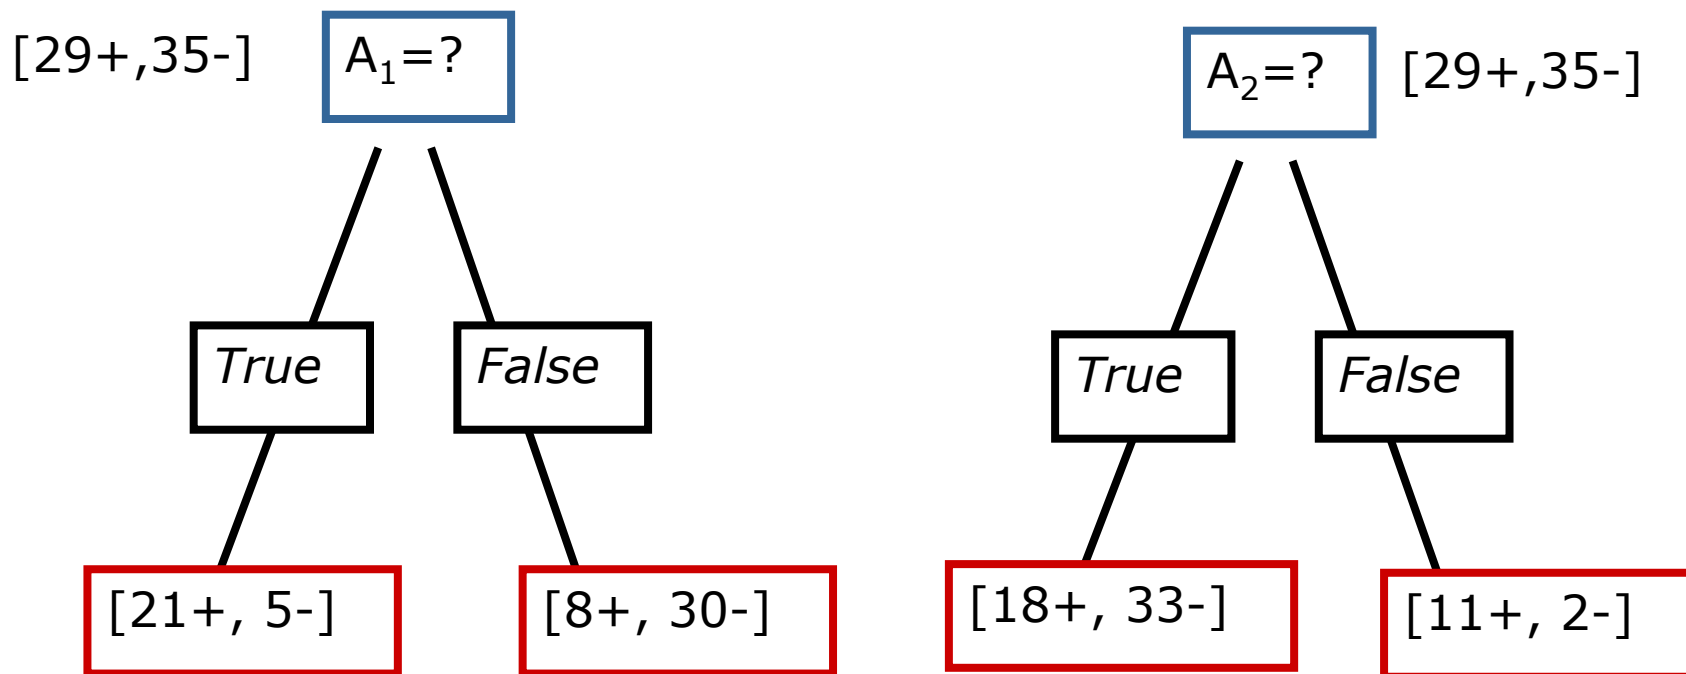 [29+,35-]
A₁=?
True
False
[21+, 5-]
[8+, 30-]
A₂=?
[29+,35-]
True
False
[18+, 33-]
[11+, 2-]